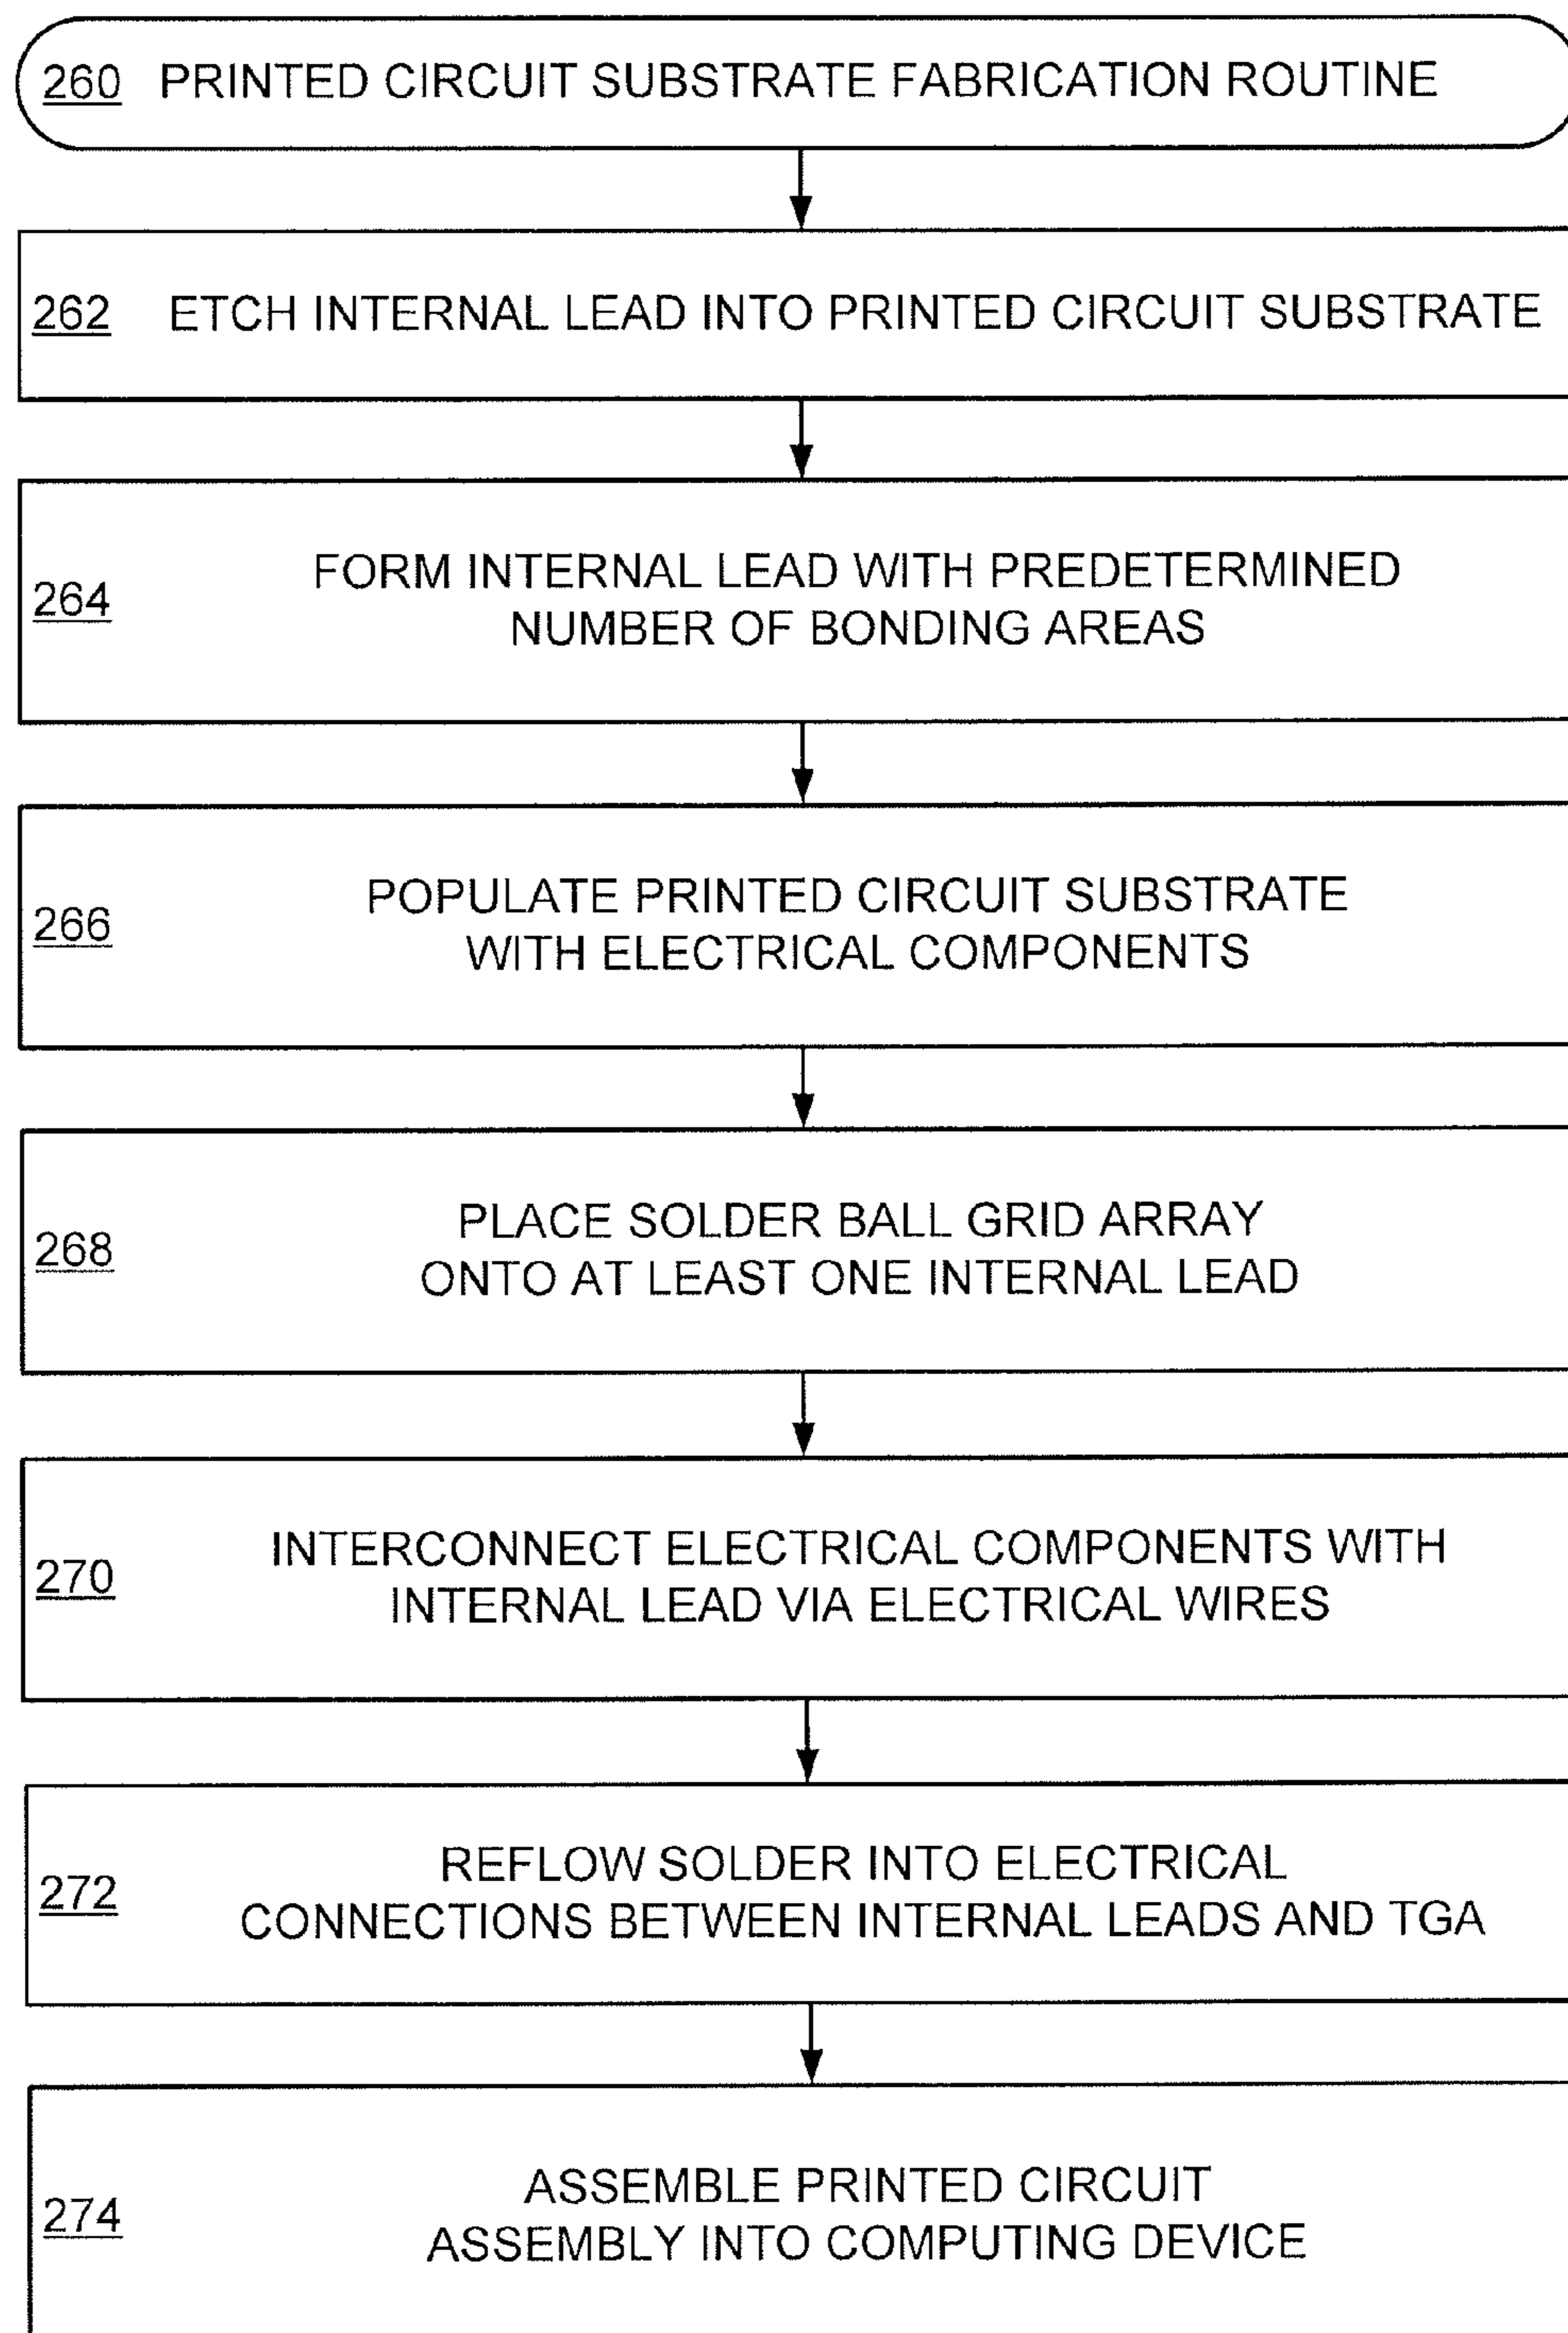 260 PRINTED CIRCUIT SUBSTRATE FABRICATION ROUTINE
262 ETCH INTERNAL LEAD INTO PRINTED CIRCUIT SUBSTRATE
264
FORM INTERNAL LEAD WITH PREDETERMINED
NUMBER OF BONDING AREAS
266
POPULATE PRINTED CIRCUIT SUBSTRATE
WITH ELECTRICAL COMPONENTS
268
PLACE SOLDER BALL GRID ARRAY
ONTO AT LEAST ONE INTERNAL LEAD
270
INTERCONNECT ELECTRICAL COMPONENTS WITH
INTERNAL LEAD VIA ELECTRICAL WIRES
272
REFLOW SOLDER INTO ELECTRICAL
CONNECTIONS BETWEEN INTERNAL LEADS AND TGA
274
ASSEMBLE PRINTED CIRCUIT
ASSEMBLY INTO COMPUTING DEVICE